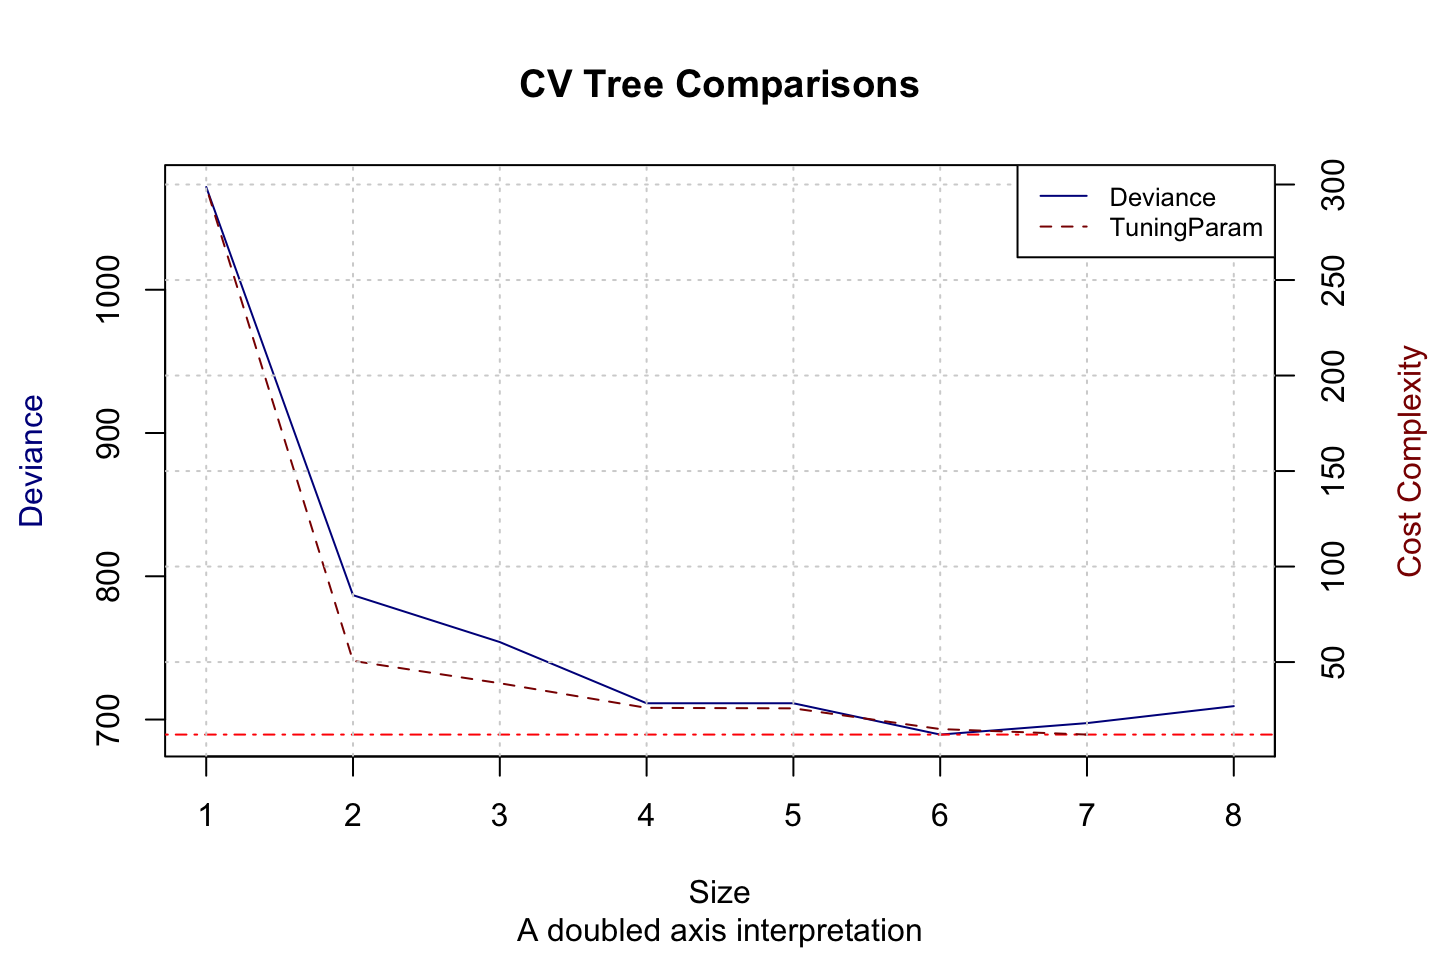 CV Tree Comparisons
Deviance
TuningParam
Deviance
700
800
900
1000
50
100
150
200
250
300
Cost Complexity
1 2 3 4 5 6 7 8
Size
A doubled axis interpretation